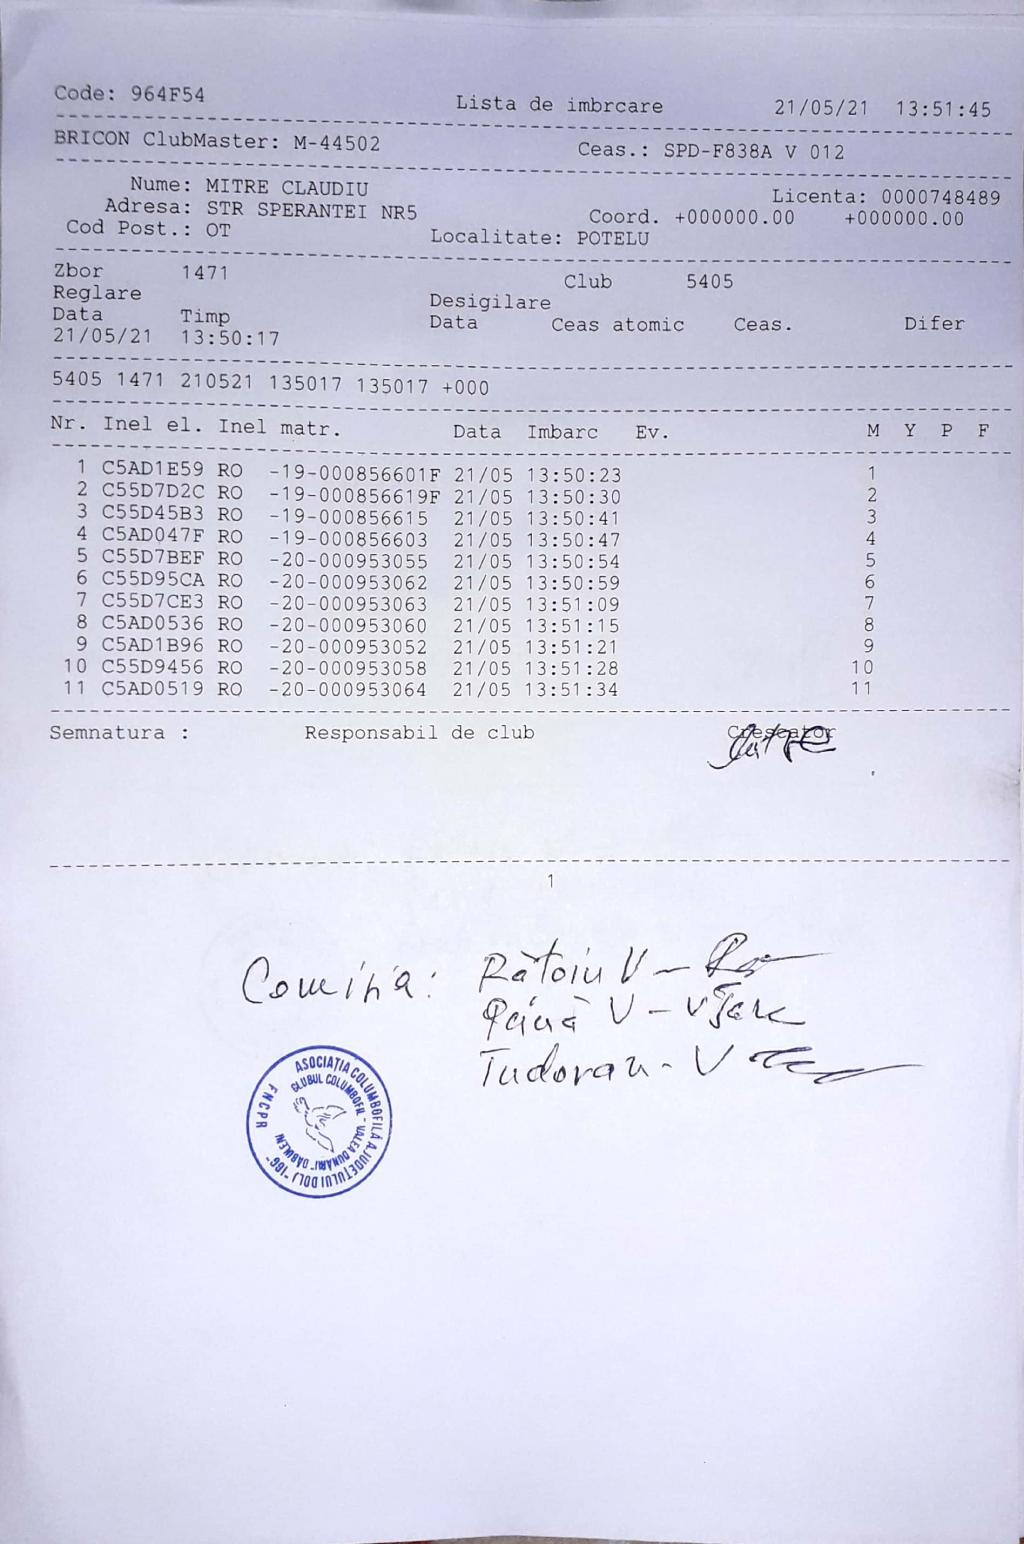 Code: 964F54 Lista de imbrcare 21/05/21 13:51:45
BRICON ClubMaster: M-44502 Ceas.: SPD-F838A V 012
Nume: MITRE CLAUDIU Licenta: 0000748489
Adresa: STR SPERANTEI NR5 Coord. +000000.00 +000000.00
Cod Post.: OT Localitate: POTELU
Zbor 1471 Club 5405
Reglare Desigilare
Data Timp Data Ceas atomic Ceas. Difer
21/05/21 13:50:17
5405 1471 210521 135017 135017 +000
Nr. Inel el. Inel matr. Data Imbarc Ev. M Y P F
1 C5AD1E59 RO -19-000856601F 21/05 13:50:23 1
2 C55D7D2C RO -19-000856619F 21/05 13:50:30 2
3 C55D45B3 RO -19-000856615 21/05 13:50:41 3
4 C5AD047F RO -19-000856603 21/05 13:50:47 4
5 C55D7BEF RO -20-000953055 21/05 13:50:54 5
6 C55D95CA RO -20-000953062 21/05 13:50:59 6
7 C55D7CE3 RO -20-000953063 21/05 13:51:09 7
8 C5AD0536 RO -20-000953060 21/05 13:51:15 8
9 C5AD1B96 RO -20-000953052 21/05 13:51:21 9
10 C55D9456 RO -20-000953058 21/05 13:51:28 10
11 C5AD0519 RO -20-000953064 21/05 13:51:34 11
Semnatura : Responsabil de club Crescator
1
Rătoiu V -
Până V -
Tudoran - V
ASOCIAȚIA COLUMBOFILĂ A JUDEȚULUI DOLJ
CLUBUL COLUMBOFIL - VALEA DUNĂRII" DĂBULENI
FNCPR